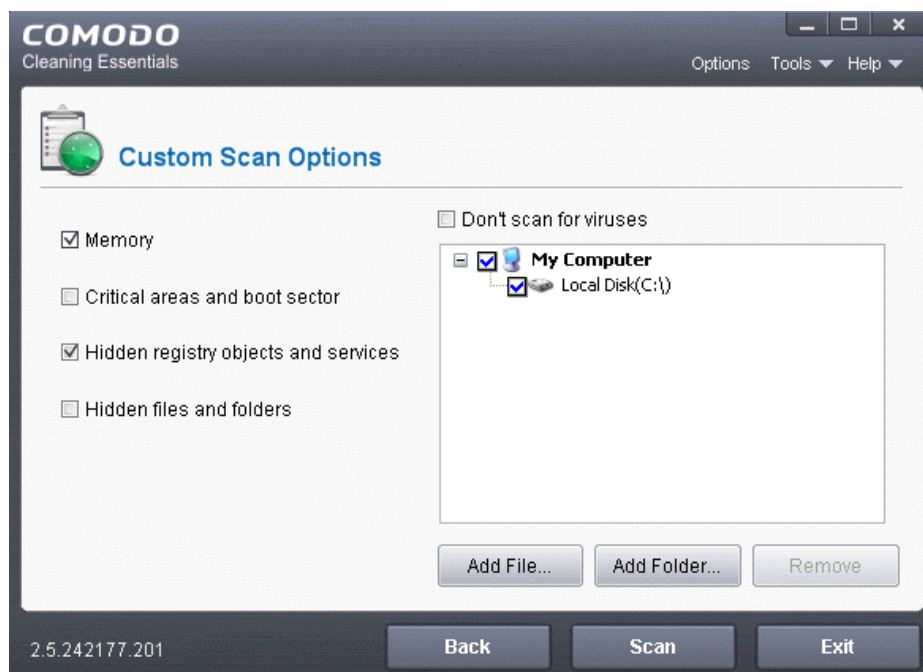 COMODO
Cleaning Essentials
Options Tools Help
Custom Scan Options
Memory
Critical areas and boot sector
Hidden registry objects and services
Hidden files and folders
Don't scan for viruses
My Computer
Local Disk(C:\)
Add File... Add Folder... Remove
2.5.242177.201
Back Scan Exit